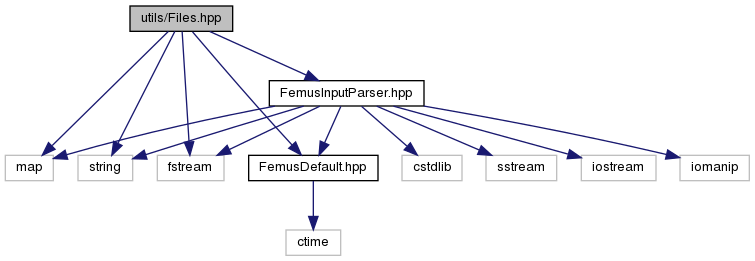 utils/Files.hpp
FemusInputParser.hpp
map
string
fstream
FemusDefault.hpp
cstdlib
sstream
iostream
iomanip
ctime